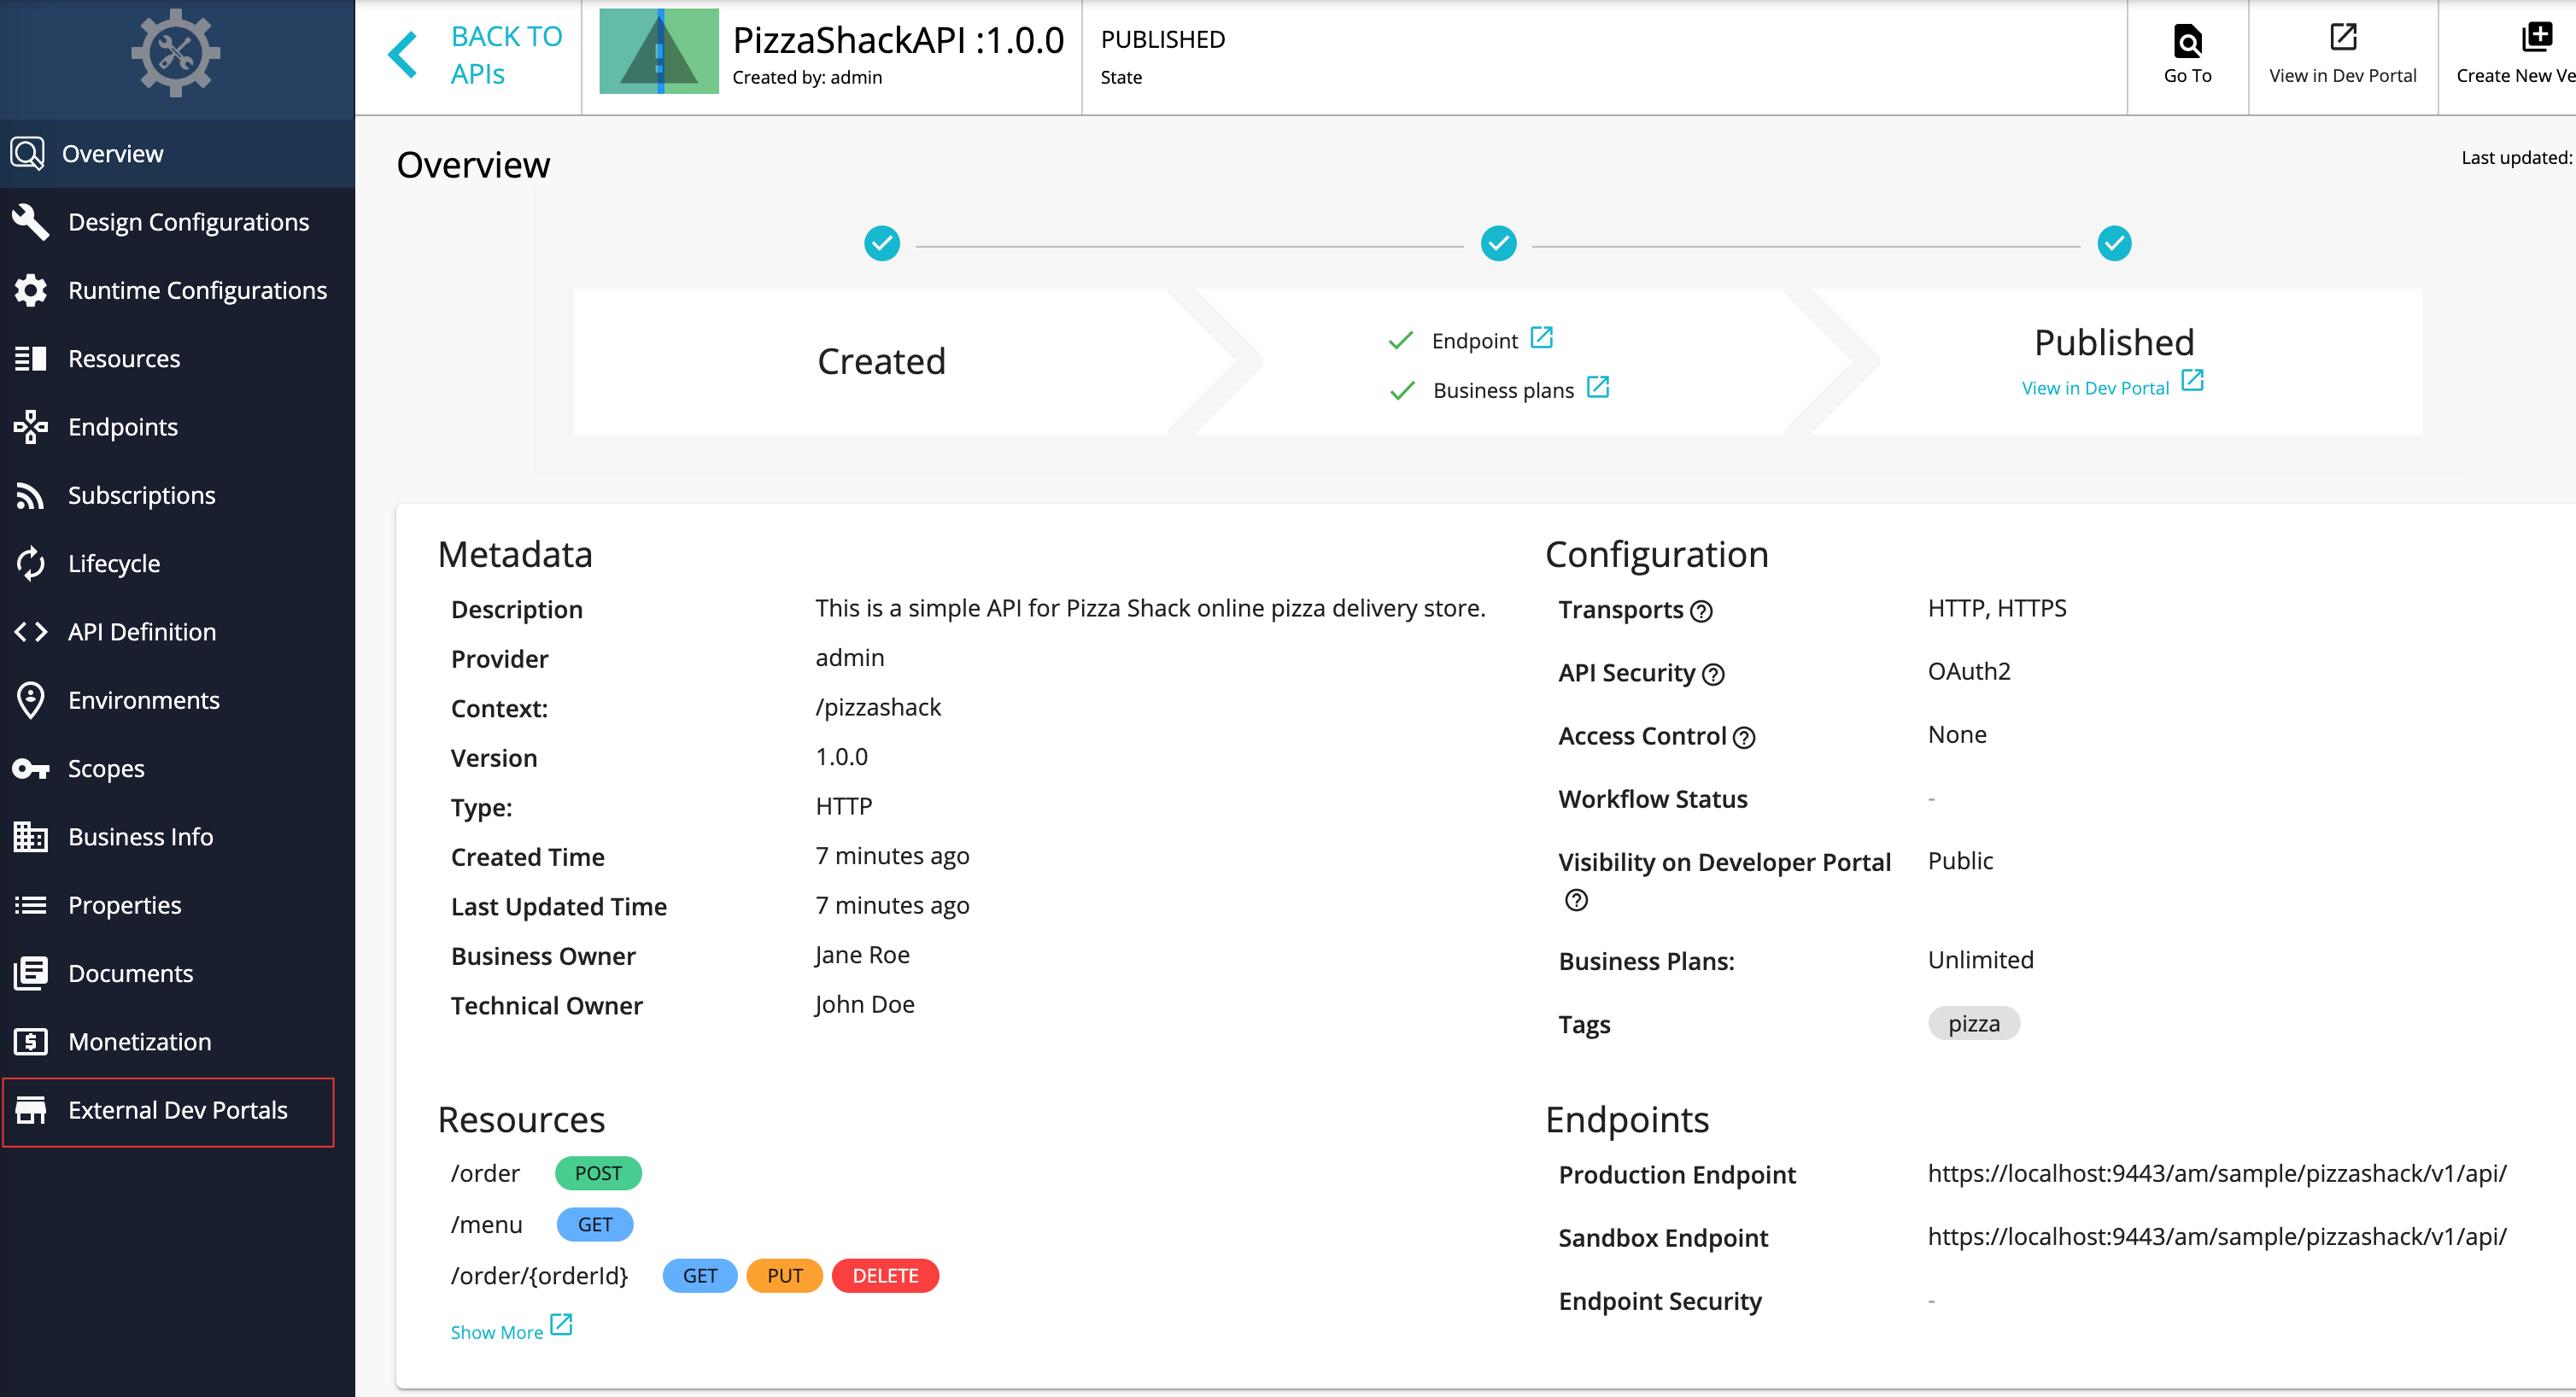 BACK TO
APIs
PizzaShackAPI :1.0.0
Created by: admin
PUBLISHED
State
Go To
View in Dev Portal
Create New Ve
Overview
Design Configurations
Runtime Configurations
Resources
Endpoints
Subscriptions
Lifecycle
API Definition
Environments
Scopes
Business Info
Properties
Documents
Monetization
External Dev Portals
Overview
Last updated:
Created
Endpoint
Business plans
Published
View in Dev Portal
Metadata
Description This is a simple API for Pizza Shack online pizza delivery store.
Provider admin
Context: /pizzashack
Version 1.0.0
Type: HTTP
Created Time 7 minutes ago
Last Updated Time 7 minutes ago
Business Owner Jane Roe
Technical Owner John Doe
Configuration
Transports HTTP, HTTPS
API Security OAuth2
Access Control None
Workflow Status -
Visibility on Developer Portal Public
Business Plans: Unlimited
Tags pizza
Resources
/order POST
/menu GET
/order/{orderId} GET PUT DELETE
Show More
Endpoints
Production Endpoint https://localhost:9443/am/sample/pizzashack/v1/api/
Sandbox Endpoint https://localhost:9443/am/sample/pizzashack/v1/api/
Endpoint Security -